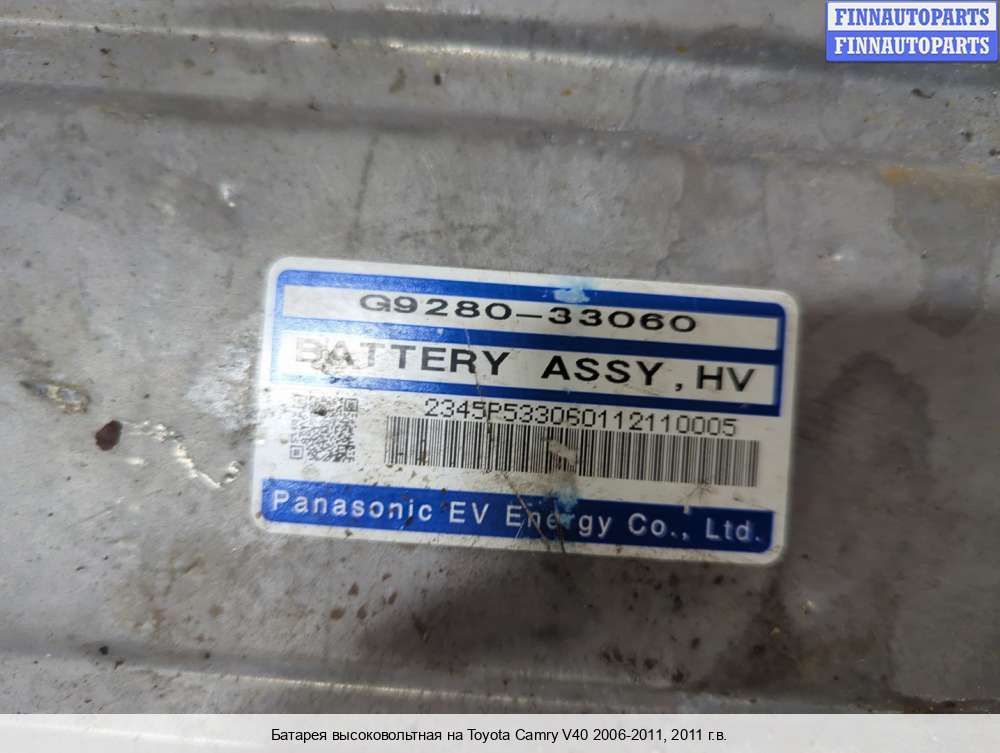 FINNAUTOPARTS
FINNAUTOPARTS
G9280-33060
BATTERY ASSY, HV
2345P533060112110005
Panasonic EV Energy Co., Ltd.
Батарея высоковольтная на Toyota Camry V40 2006-2011, 2011 г.в.